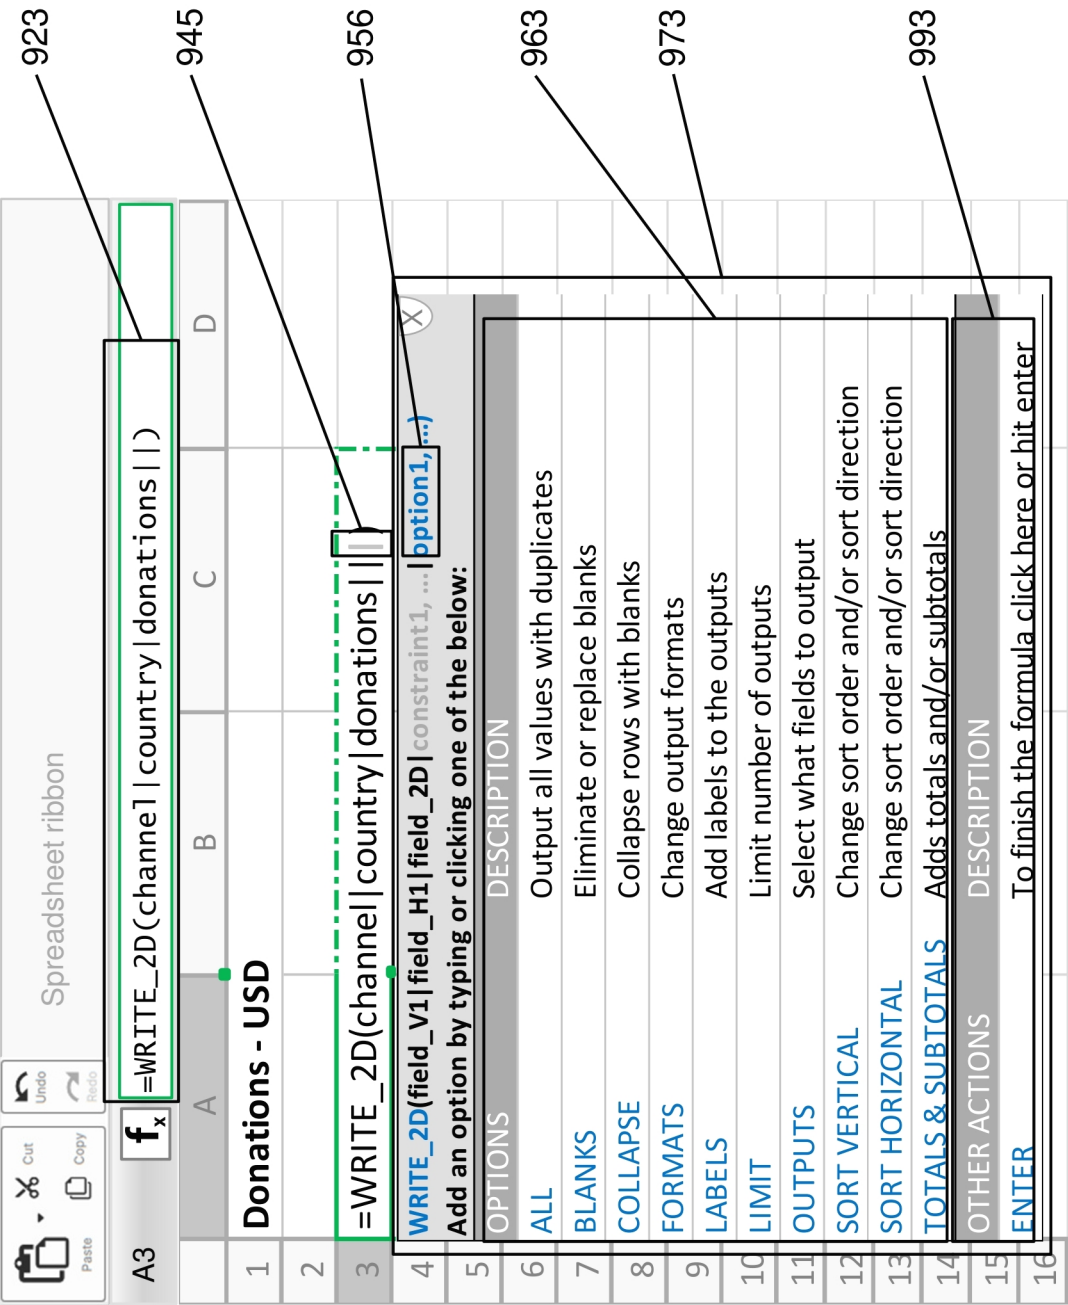 923 945 956 963 973 993
Paste Cut Copy Undo Redo Spreadsheet ribbon
A3 fx =WRITE_2D(channel|country|donations||)
A B C D
1 Donations - USD
2
3 =WRITE_2D(channel|country|donations|||
4 WRITE_2D(field_V1|field_H1|field_2D|constraint1, ...|option1, ...) X
5 Add an option by typing or clicking one of the below:
OPTIONS DESCRIPTION
6 ALL Output all values with duplicates
7 BLANKS Eliminate or replace blanks
8 COLLAPSE Collapse rows with blanks
FORMATS Change output formats
9 LABELS Add labels to the outputs
10 LIMIT Limit number of outputs
11 OUTPUTS Select what fields to output
12 SORT VERTICAL Change sort order and/or sort direction
13 SORT HORIZONTAL Change sort order and/or sort direction
14 TOTALS & SUBTOTALS Adds totals and/or subtotals
15 OTHER ACTIONS DESCRIPTION
16 ENTER To finish the formula click here or hit enter